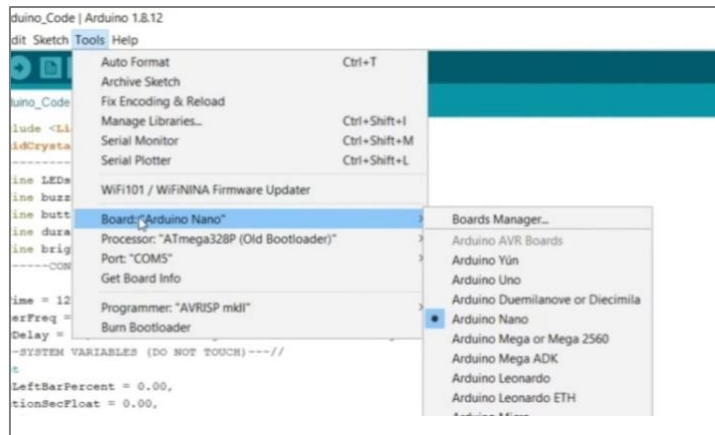 duino_Code | Arduino 1.8.12
dit Sketch Tools Help
Auto Format Ctrl+T
Archive Sketch
Fix Encoding & Reload
Manage Libraries... Ctrl+Shift+I
Serial Monitor Ctrl+Shift+M
Serial Plotter Ctrl+Shift+L
WiFi101 / WiFiNINA Firmware Updater
Board: "Arduino Nano"
Processor: "ATmega328P (Old Bootloader)"
Port: "COM5"
Get Board Info
Programmer: "AVRISP mkII"
Burn Bootloader
Boards Manager...
Arduino AVR Boards
Arduino Yún
Arduino Uno
Arduino Duemilanove or Diecimila
Arduino Nano
Arduino Mega or Mega 2560
Arduino Mega ADK
Arduino Leonardo
Arduino Leonardo ETH
uino_Code
lude <Li
idCrysta
----------
ine LEDs
ine buzz
ine butt
ine dura
ine brig
-----CON
ime = 12
erFreq =
Delay =
--SYSTEM VARIABLES (DO NOT TOUCH)---//
t
LeftBarPercent = 0.00,
tionSecFloat = 0.00,